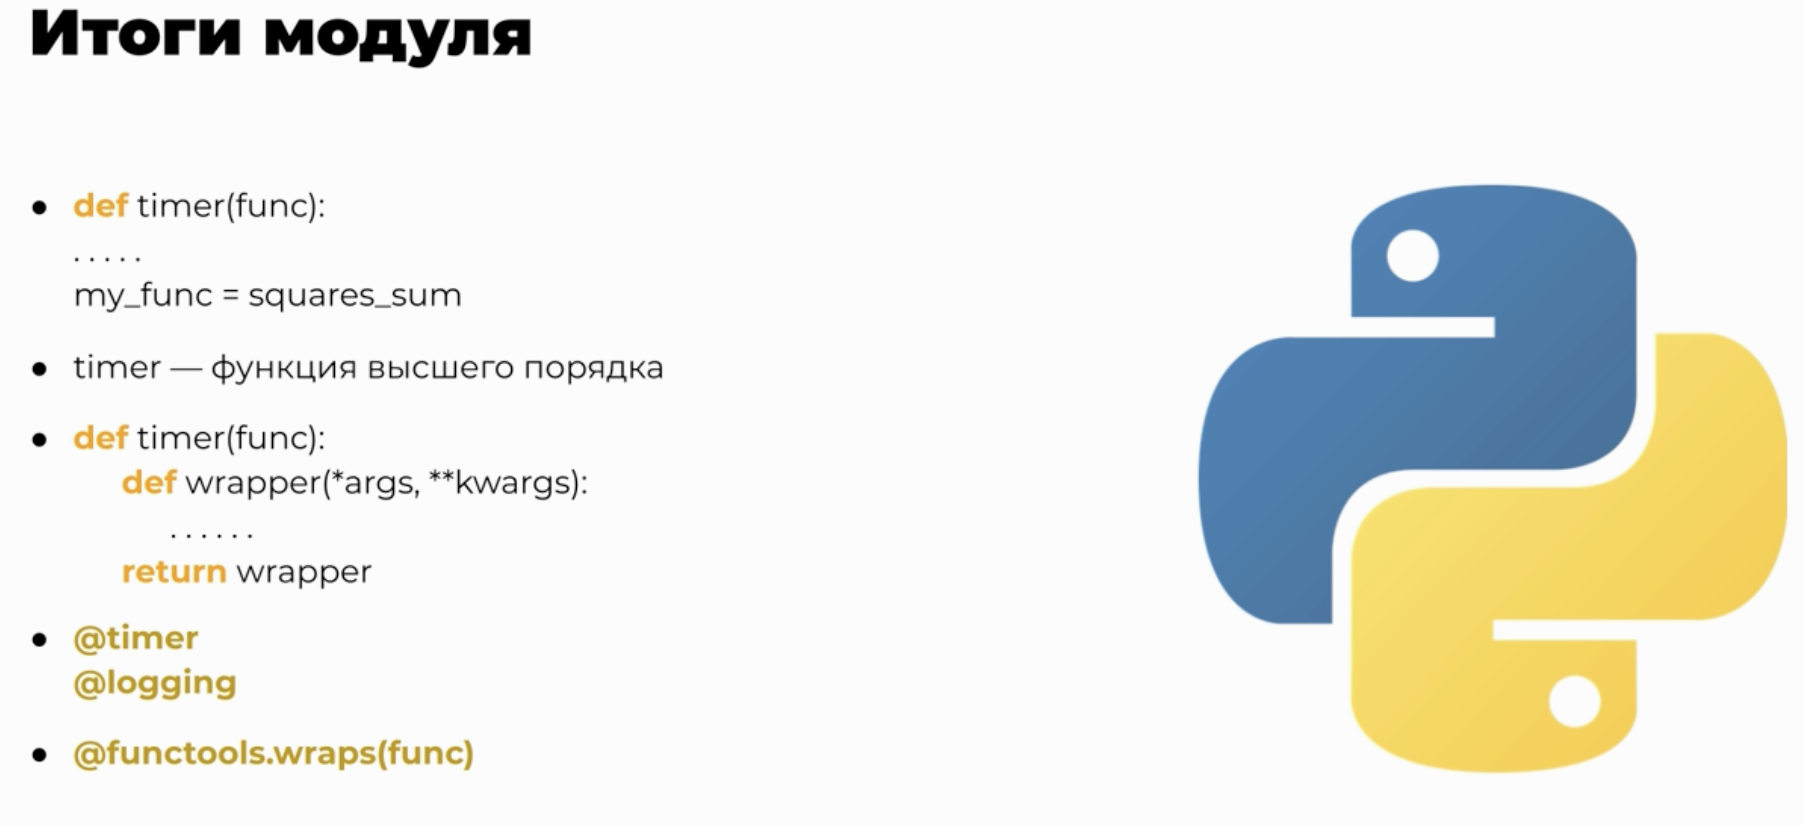 Итоги модуля
● def timer(func):
. . . . .
my_func = squares_sum
● timer — функция высшего порядка
● def timer(func):
def wrapper(*args, **kwargs):
. . . . . .
return wrapper
● @timer
@logging
● @functools.wraps(func)